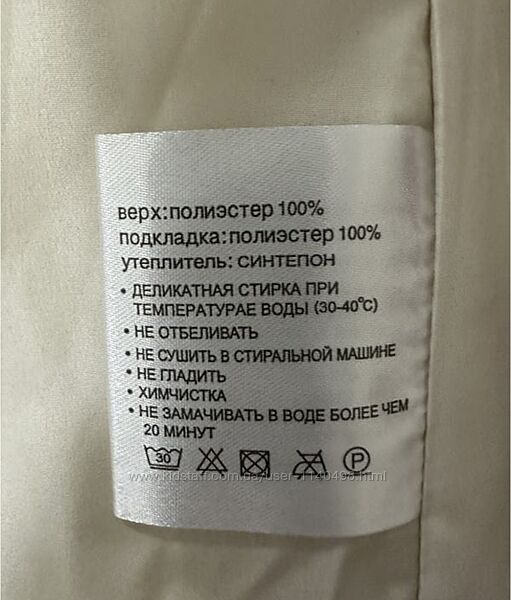 верх:полиэстер 100%
подкладка:полиэстер 100%
утеплитель: СИНТЕПОН
• ДЕЛИКАТНАЯ СТИРКА ПРИ
ТЕМПЕРАТУРАЕ ВОДЫ (30-40°С)
• НЕ ОТБЕЛИВАТЬ
• НЕ СУШИТЬ В СТИРАЛЬНОЙ МАШИНЕ
• НЕ ГЛАДИТЬ
• ХИМЧИСТКА
• НЕ ЗАМАЧИВАТЬ В ВОДЕ БОЛЕЕ ЧЕМ
20 МИНУТ
30 P